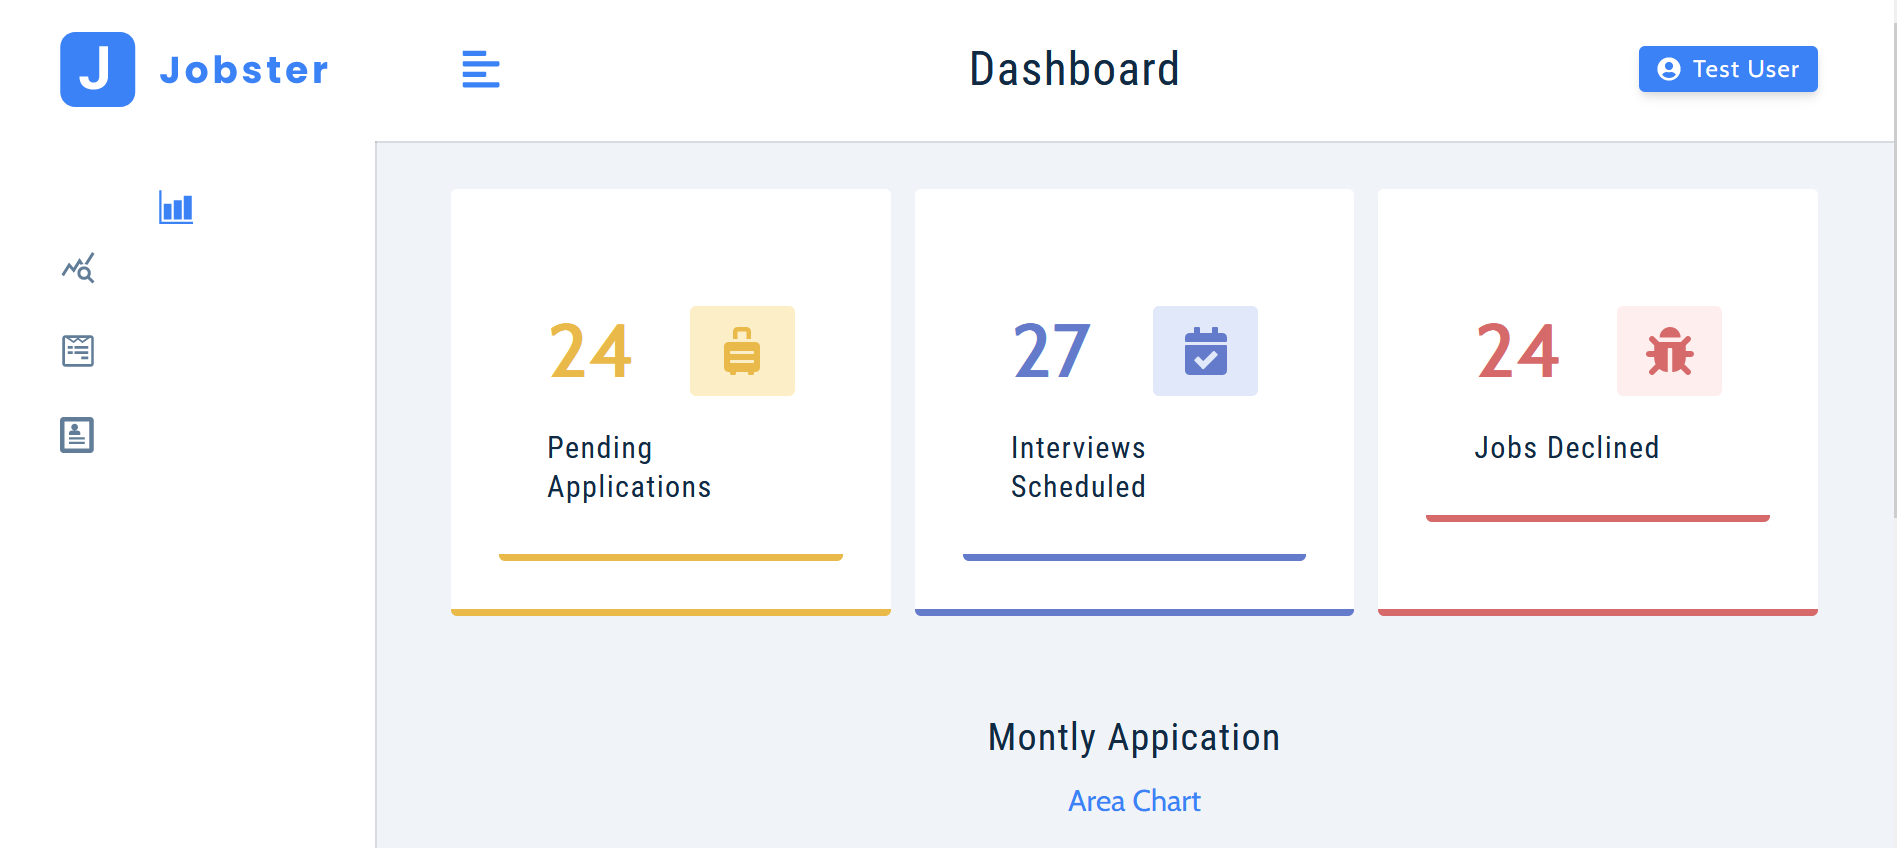 J Jobster
Dashboard
Test User
24
27
24
Pending
Applications
Interviews
Scheduled
Jobs Declined
Montly Appication
Area Chart